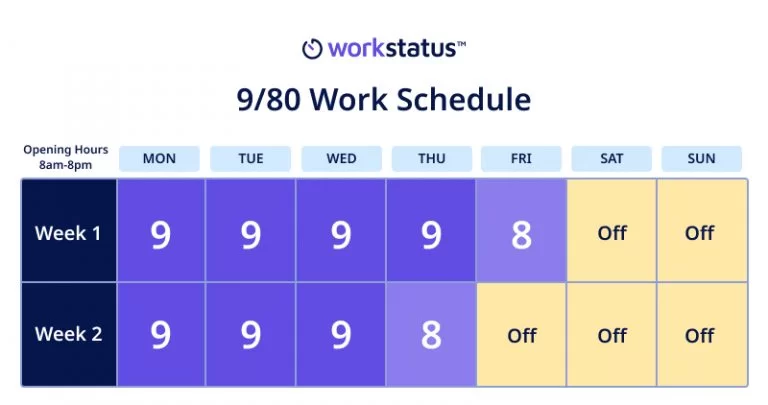 workstatus™
9/80 Work Schedule
Opening Hours
8am-8pm
MON TUE WED THU FRI SAT SUN
Week 1 9 9 9 9 8 Off Off
Week 2 9 9 9 8 Off Off Off